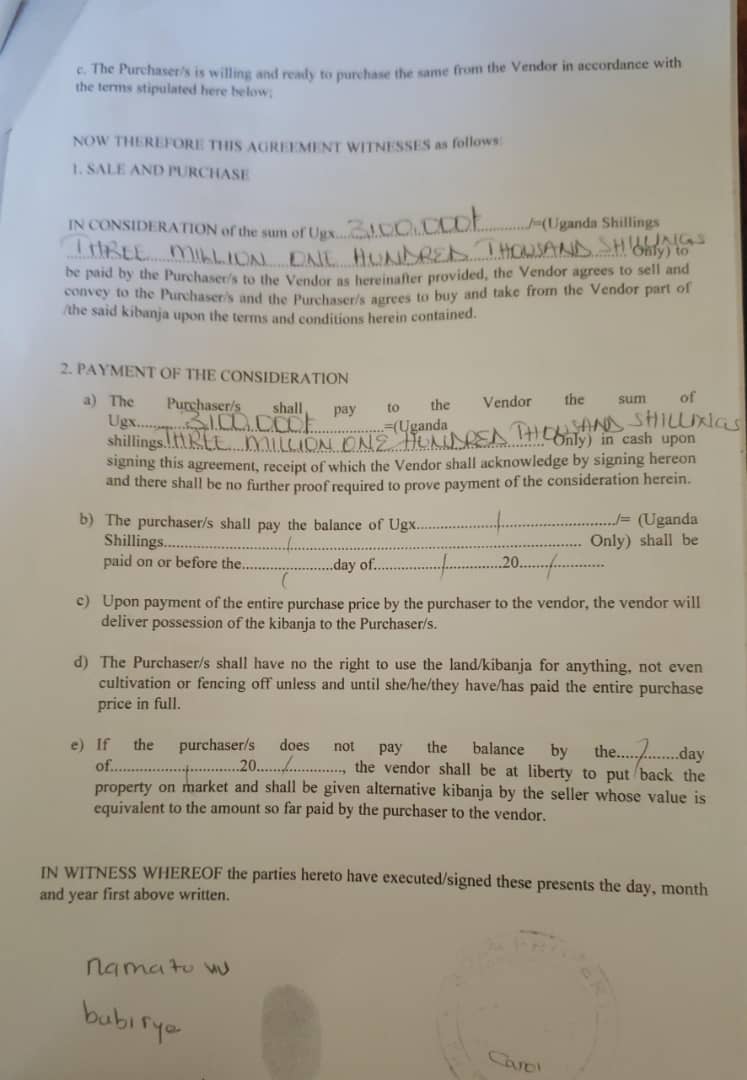 c. The Purchaser/s is willing and ready to purchase the same from the Vendor in accordance with
the terms stipulated here below;
NOW THEREFORE THIS AGREEMENT WITNESSES as follows:
1. SALE AND PURCHASE
IN CONSIDERATION of the sum of Ugx...3,100,000/=............/=(Uganda Shillings
THREE MILLION ONE HUNDRED THOUSAND SHILLINGS Only) to
be paid by the Purchaser/s to the Vendor as hereinafter provided, the Vendor agrees to sell and
convey to the Purchaser/s and the Purchaser/s agrees to buy and take from the Vendor part of
/the said kibanja upon the terms and conditions herein contained.
2. PAYMENT OF THE CONSIDERATION
a) The Purchaser/s shall pay to the Vendor the sum of
Ugx.........3,100,000/=...............=(Uganda
shillings THREE MILLION ONE HUNDRED THOUSAND SHILLINGS Only) in cash upon
signing this agreement, receipt of which the Vendor shall acknowledge by signing hereon
and there shall be no further proof required to prove payment of the consideration herein.
b) The purchaser/s shall pay the balance of Ugx................/........................./= (Uganda
Shillings........................../............................................................ Only) shall be
paid on or before the...................day of................/..............20......./...........
c) Upon payment of the entire purchase price by the purchaser to the vendor, the vendor will
deliver possession of the kibanja to the Purchaser/s.
d) The Purchaser/s shall have no the right to use the land/kibanja for anything, not even
cultivation or fencing off unless and until she/he/they have/has paid the entire purchase
price in full.
e) If the purchaser/s does not pay the balance by the...../........day
of................/............20....../............, the vendor shall be at liberty to put back the
property on market and shall be given alternative kibanja by the seller whose value is
equivalent to the amount so far paid by the purchaser to the vendor.
IN WITNESS WHEREOF the parties hereto have executed/signed these presents the day, month
and year first above written.
namatovu
babirye
Carol